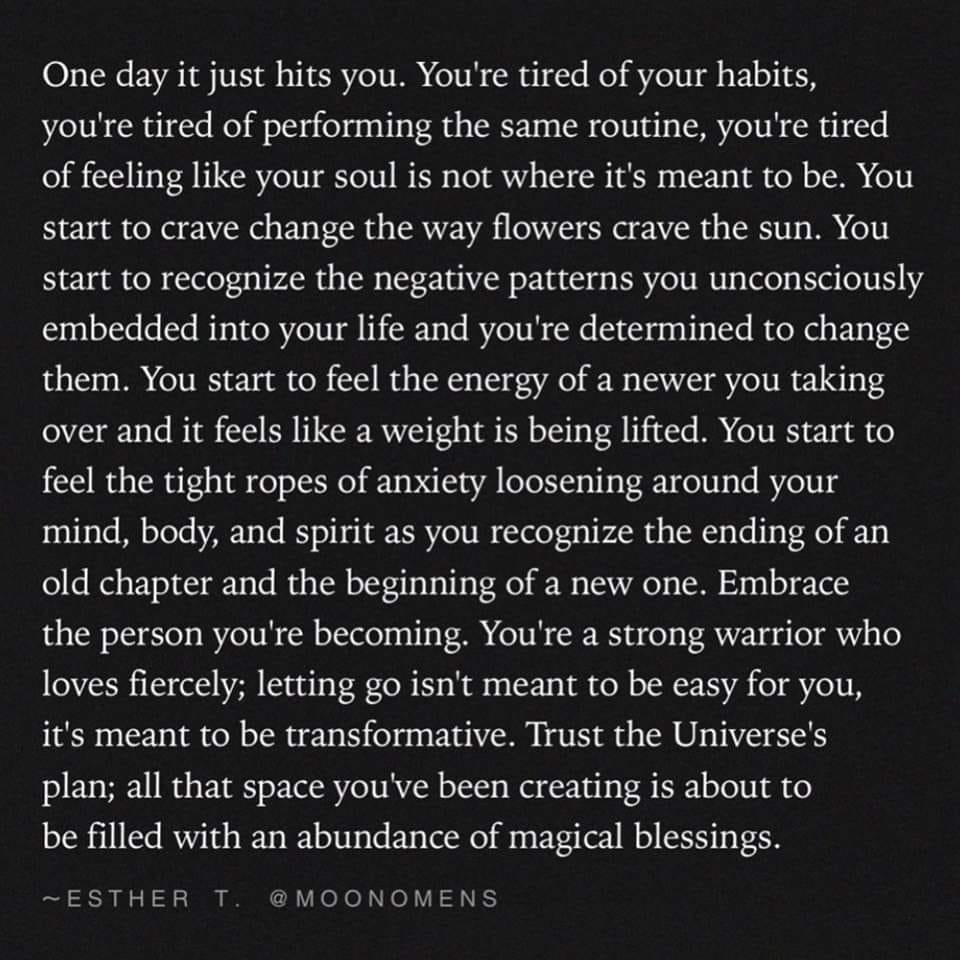 One day it just hits you. You're tired of your habits,
you're tired of performing the same routine, you're tired
of feeling like your soul is not where it's meant to be. You
start to crave change the way flowers crave the sun. You
start to recognize the negative patterns you unconsciously
embedded into your life and you're determined to change
them. You start to feel the energy of a newer you taking
over and it feels like a weight is being lifted. You start to
feel the tight ropes of anxiety loosening around your
mind, body, and spirit as you recognize the ending of an
old chapter and the beginning of a new one. Embrace
the person you're becoming. You're a strong warrior who
loves fiercely; letting go isn't meant to be easy for you,
it's meant to be transformative. Trust the Universe's
plan; all that space you've been creating is about to
be filled with an abundance of magical blessings.
~ESTHER T. @MOONOMENS